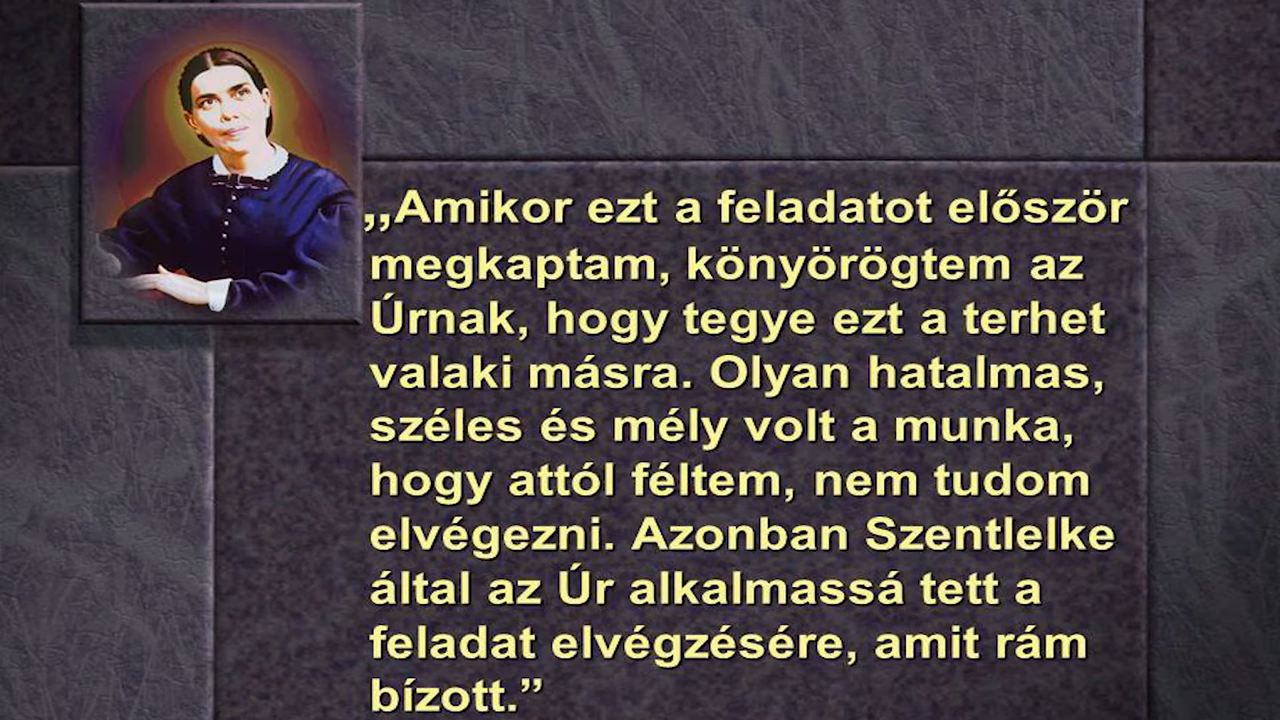 ,,Amikor ezt a feladatot először
megkaptam, könyörögtem az
Úrnak, hogy tegye ezt a terhet
valaki másra. Olyan hatalmas,
széles és mély volt a munka,
hogy attól féltem, nem tudom
elvégezni. Azonban Szentlelke
által az Úr alkalmassá tett a
feladat elvégzésére, amit rám
bízott.”